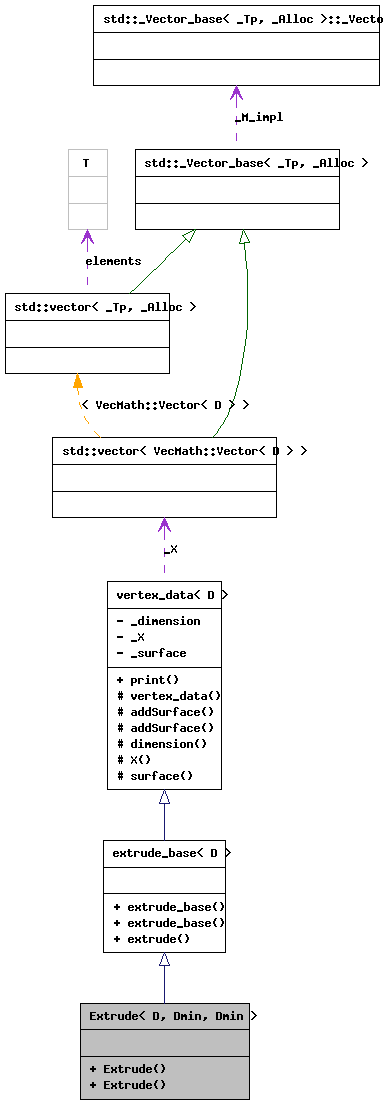 std::_Vector_base< _Tp, _Alloc >::_Vecto
_M_impl
T
std::_Vector_base< _Tp, _Alloc >
elements
std::vector< _Tp, _Alloc >
< VecMath::Vector< D > >
std::vector< VecMath::Vector< D > >
_X
vertex_data< D >
- _dimension
- _X
- _surface
+ print()
# vertex_data()
# addSurface()
# addSurface()
# dimension()
# X()
# surface()
extrude_base< D >
+ extrude_base()
+ extrude_base()
+ extrude()
Extrude< D, Dmin, Dmin >
+ Extrude()
+ Extrude()